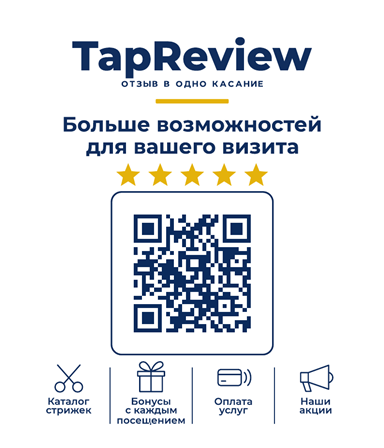 TapReview
ОТЗЫВ В ОДНО КАСАНИЕ
Больше возможностей
для вашего визита
Каталог
стрижек
Бонусы
с каждым
посещением
Оплата
услуг
Наши
акции